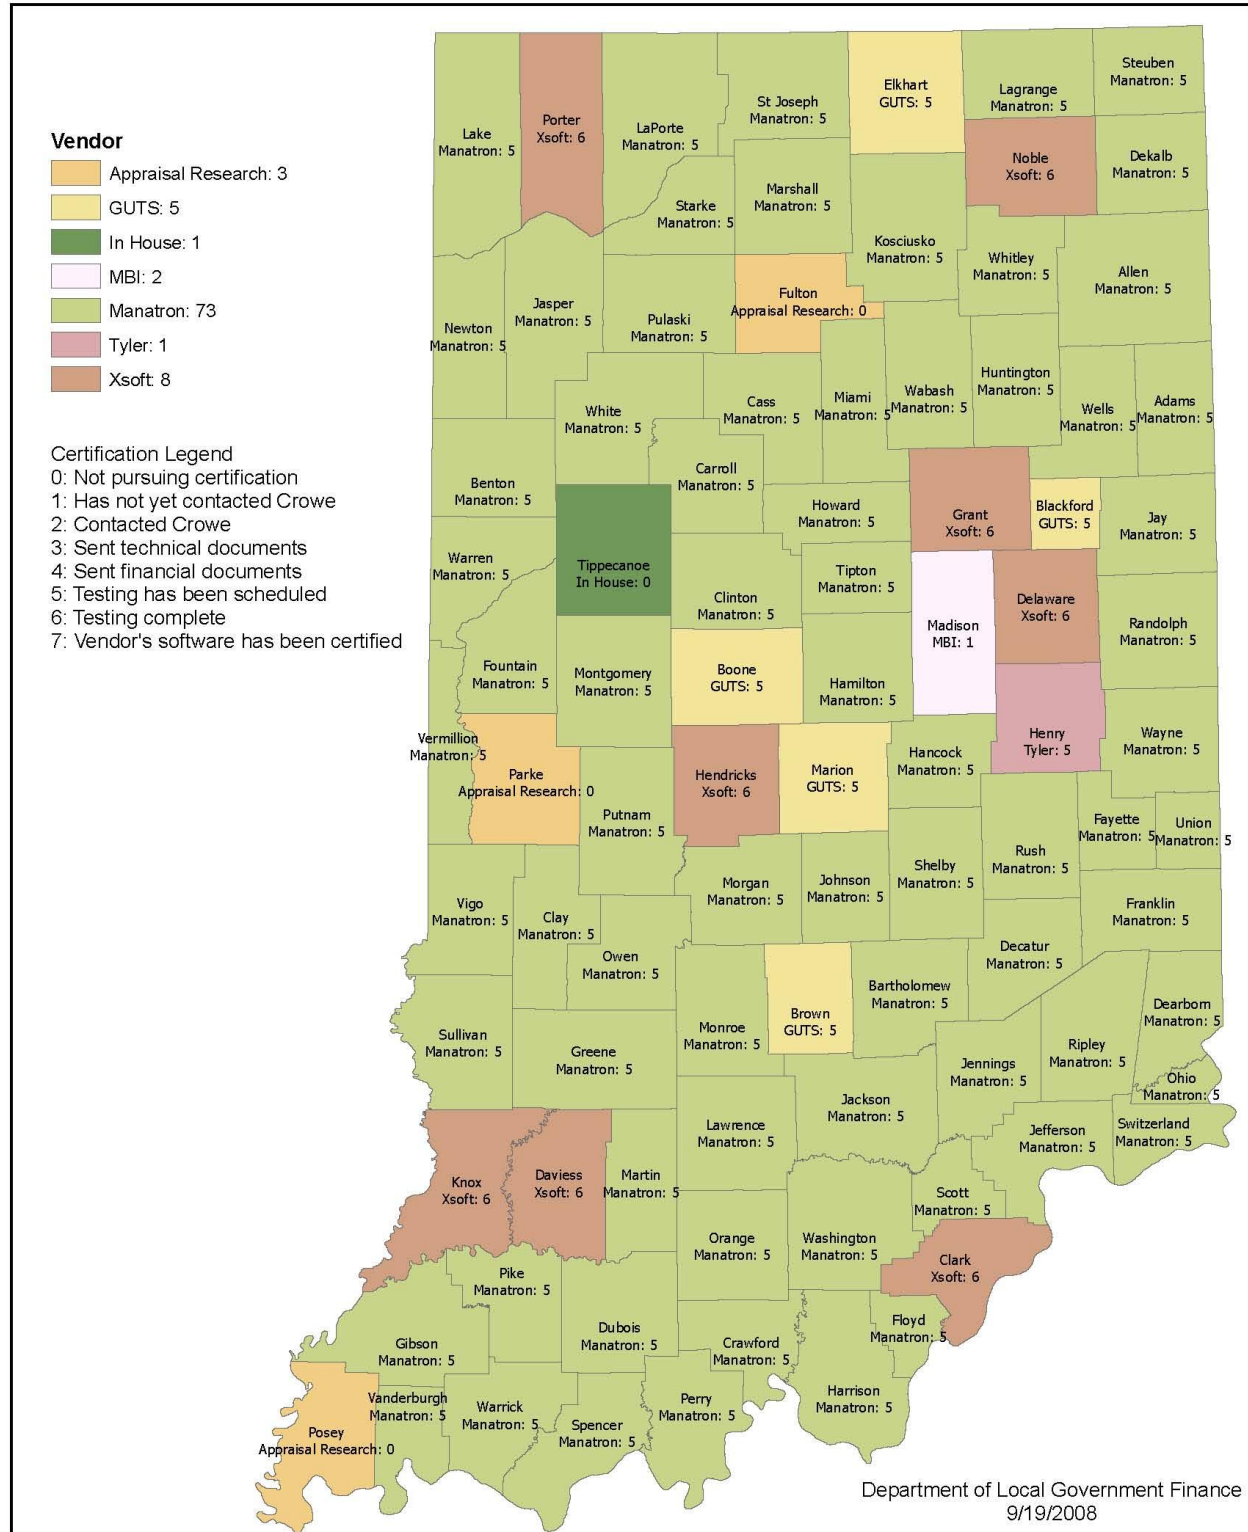 Vendor
Appraisal Research: 3
GUTS: 5
In House: 1
MBI: 2
Manatron: 73
Tyler: 1
Xsoft: 8
Certification Legend
0: Not pursuing certification
1: Has not yet contacted Crowe
2: Contacted Crowe
3: Sent technical documents
4: Sent financial documents
5: Testing has been scheduled
6: Testing complete
7: Vendor's software has been certified
Lake
Manatron: 5
Porter
Xsoft: 6
LaPorte
Manatron: 5
St Joseph
Manatron: 5
Elkhart
GUTS: 5
Lagrange
Manatron: 5
Steuben
Manatron: 5
Noble
Xsoft: 6
Dekalb
Manatron: 5
Starke
Manatron: 5
Marshall
Manatron: 5
Kosciusko
Manatron: 5
Whitley
Manatron: 5
Allen
Manatron: 5
Newton
Manatron: 5
Jasper
Manatron: 5
Pulaski
Manatron: 5
Fulton
Appraisal Research: 0
White
Manatron: 5
Cass
Manatron: 5
Miami
Manatron: 5
Wabash
Manatron: 5
Huntington
Manatron: 5
Wells
Manatron: 5
Adams
Manatron: 5
Benton
Manatron: 5
Carroll
Manatron: 5
Howard
Manatron: 5
Grant
Xsoft: 6
Blackford
GUTS: 5
Jay
Manatron: 5
Warren
Manatron: 5
Tippecanoe
In House: 0
Clinton
Manatron: 5
Tipton
Manatron: 5
Madison
MBI: 1
Delaware
Xsoft: 6
Randolph
Manatron: 5
Fountain
Manatron: 5
Montgomery
Manatron: 5
Boone
GUTS: 5
Hamilton
Manatron: 5
Vermillion
Manatron: 5
Parke
Appraisal Research: 0
Putnam
Manatron: 5
Hendricks
Xsoft: 6
Marion
GUTS: 5
Hancock
Manatron: 5
Henry
Tyler: 5
Wayne
Manatron: 5
Fayette
Manatron: 5
Union
Manatron: 5
Rush
Manatron: 5
Shelby
Manatron: 5
Johnson
Manatron: 5
Morgan
Manatron: 5
Vigo
Manatron: 5
Clay
Manatron: 5
Owen
Manatron: 5
Franklin
Manatron: 5
Decatur
Manatron: 5
Bartholomew
Manatron: 5
Brown
GUTS: 5
Monroe
Manatron: 5
Sullivan
Manatron: 5
Greene
Manatron: 5
Jennings
Manatron: 5
Ripley
Manatron: 5
Dearborn
Manatron: 5
Ohio
Manatron: 5
Switzerland
Manatron: 5
Jefferson
Manatron: 5
Jackson
Manatron: 5
Lawrence
Manatron: 5
Martin
Manatron: 5
Daviess
Xsoft: 6
Knox
Xsoft: 6
Scott
Manatron: 5
Orange
Manatron: 5
Washington
Manatron: 5
Clark
Xsoft: 6
Pike
Manatron: 5
Gibson
Manatron: 5
Dubois
Manatron: 5
Crawford
Manatron: 5
Floyd
Manatron: 5
Harrison
Manatron: 5
Posey
Appraisal Research: 0
Vanderburgh
Manatron: 5
Warrick
Manatron: 5
Spencer
Manatron: 5
Perry
Manatron: 5
Department of Local Government Finance
9/19/2008